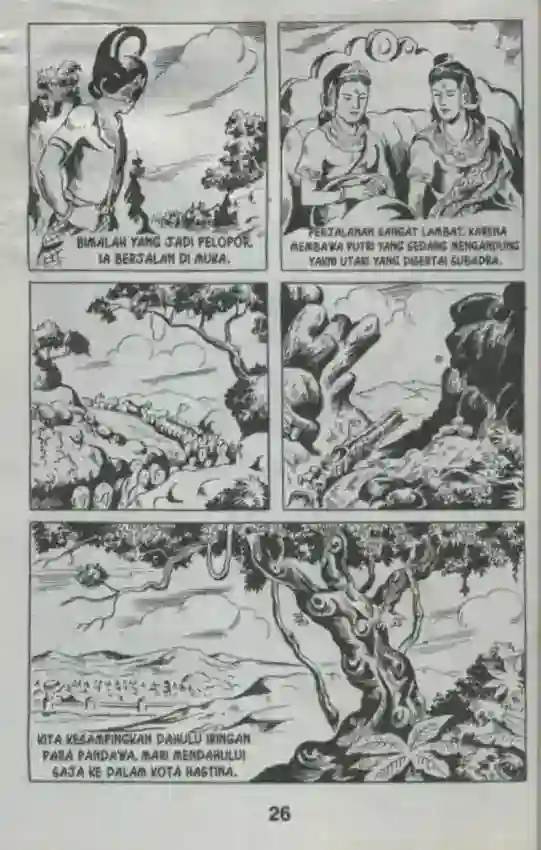 BIMALAH YANG JADI PELOPOR.
IA BERJALAN DI MUKA.
PERJALANAN SANGAT LAMBAT, KARENA
MEMBAWA PUTRI YANG SEDANG MENGANDUNG
YAKNI UTARI YANG DISERTAI SUBADRA.
KITA KESAMPINGKAN DAHULU IRINGAN
PARA PANDAWA. MARI MENDAHULUI
SAJA KE DALAM KOTA HASTINA.
26